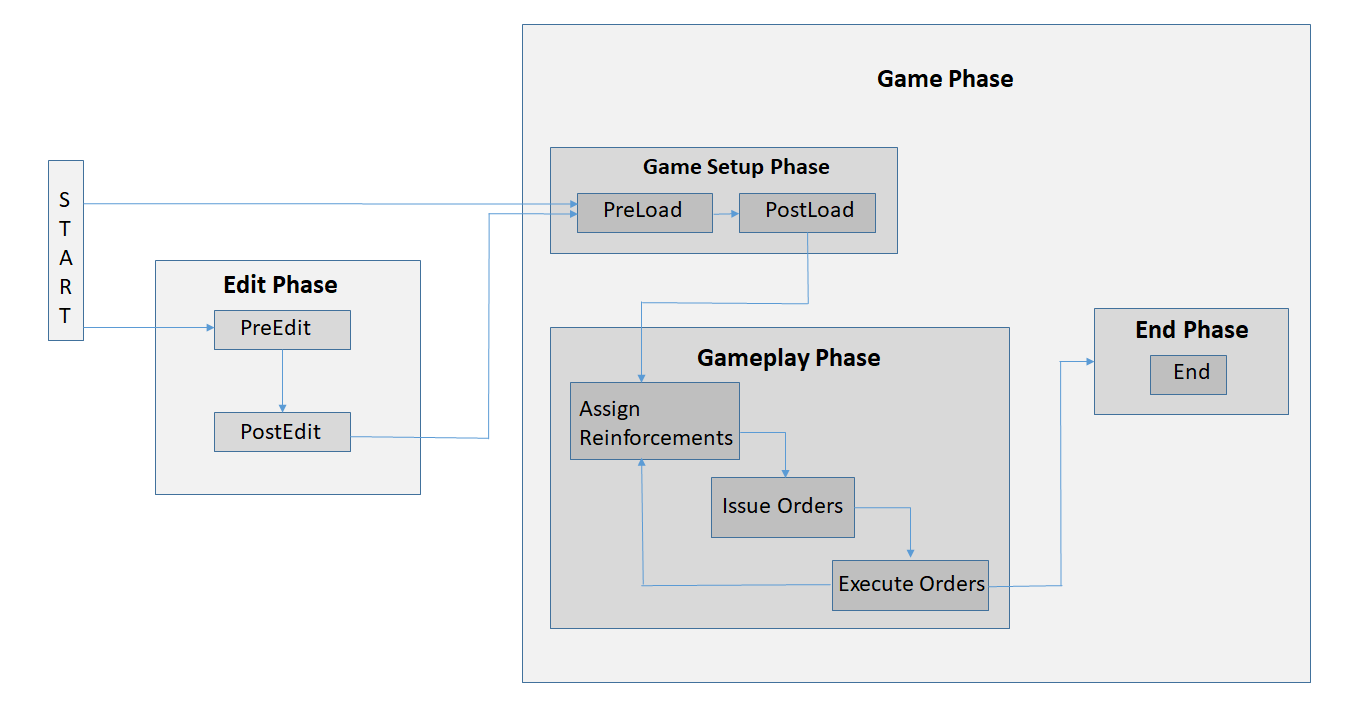 Game Phase
Game Setup Phase
PreLoad
PostLoad
S
T
A
R
T
Edit Phase
PreEdit
PostEdit
Gameplay Phase
Assign
Reinforcements
Issue Orders
Execute Orders
End Phase
End